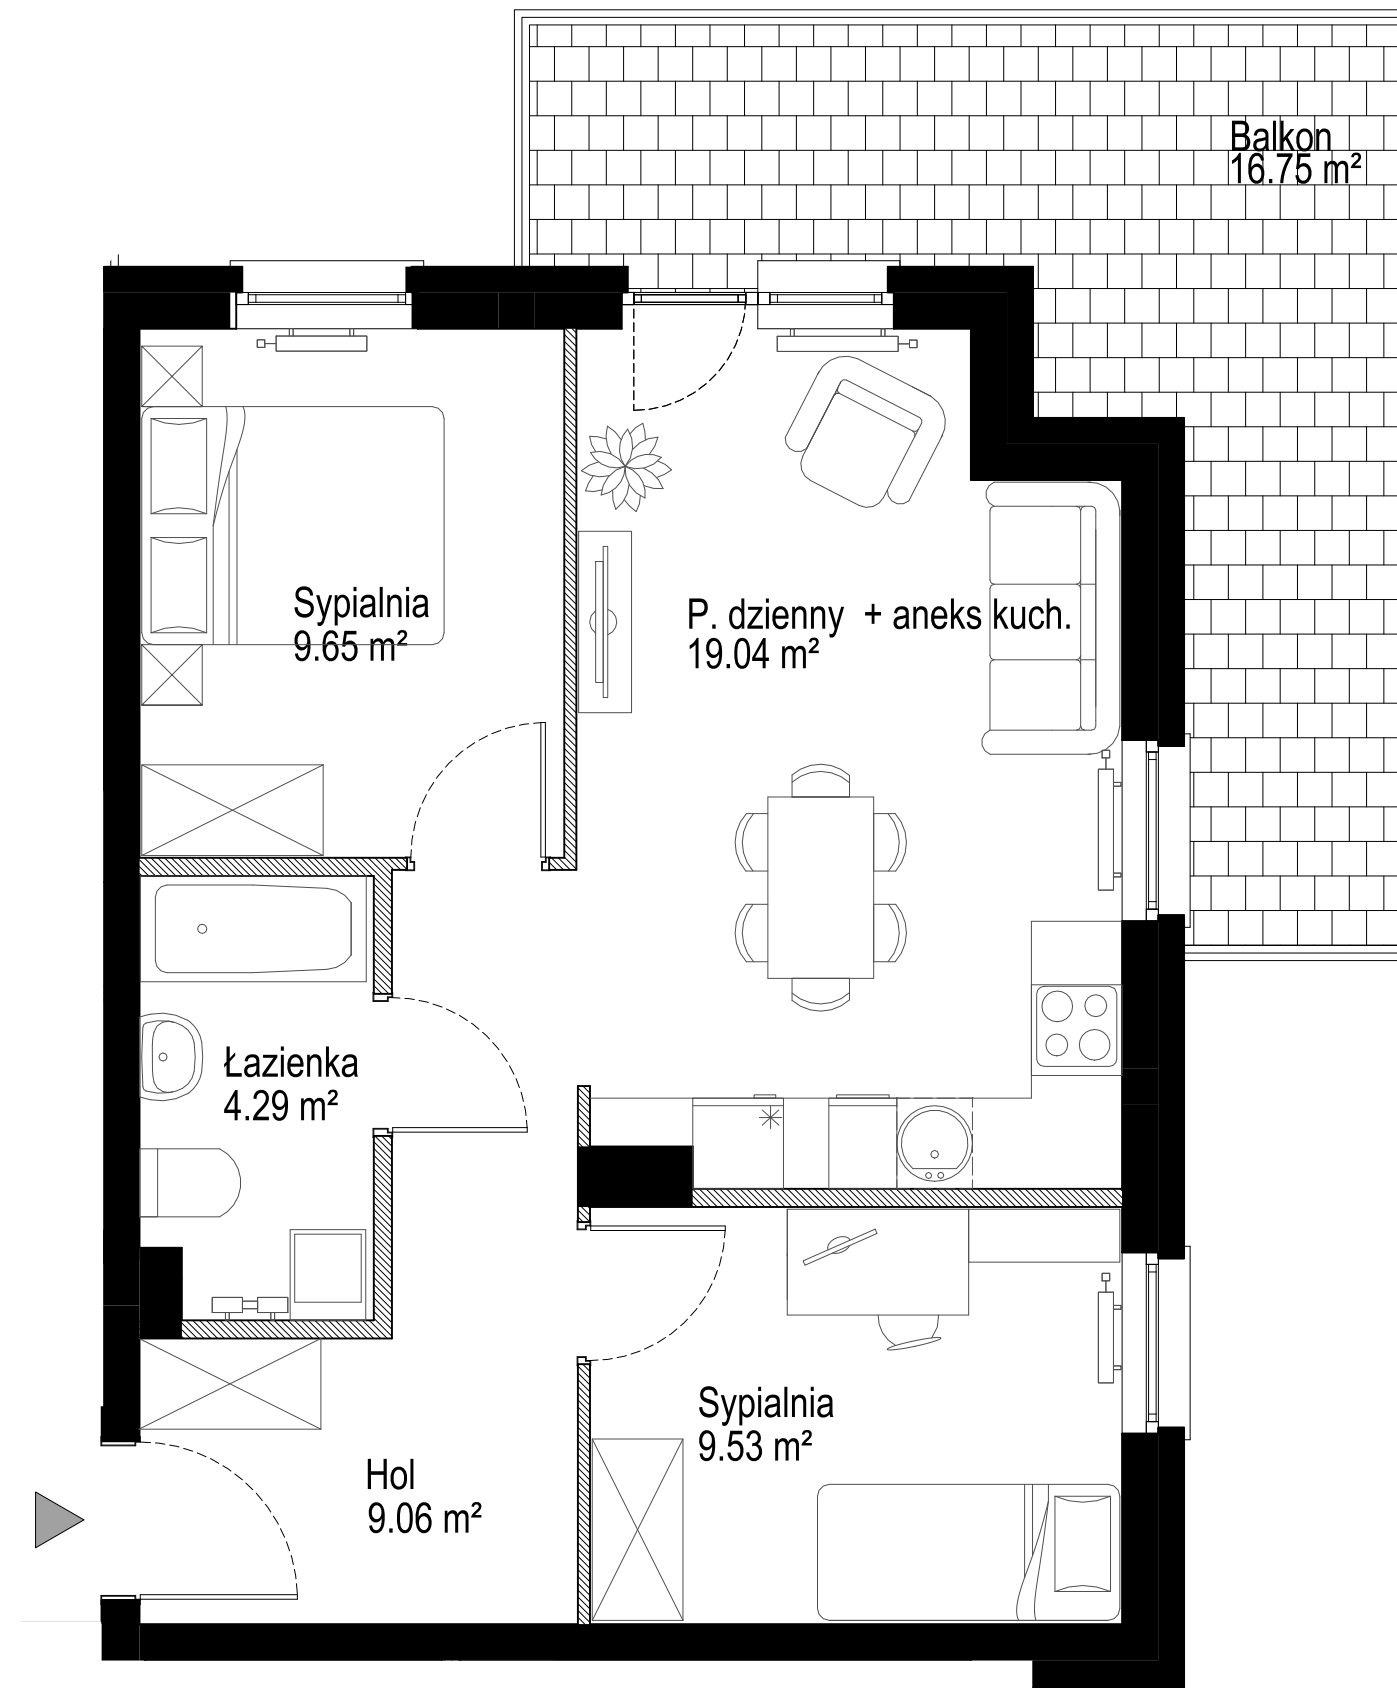 Balkon
16.75 m²
Sypialnia
9.65 m²
P. dzienny + aneks kuch.
19.04 m²
Łazienka
4.29 m²
Sypialnia
9.53 m²
Hol
9.06 m²